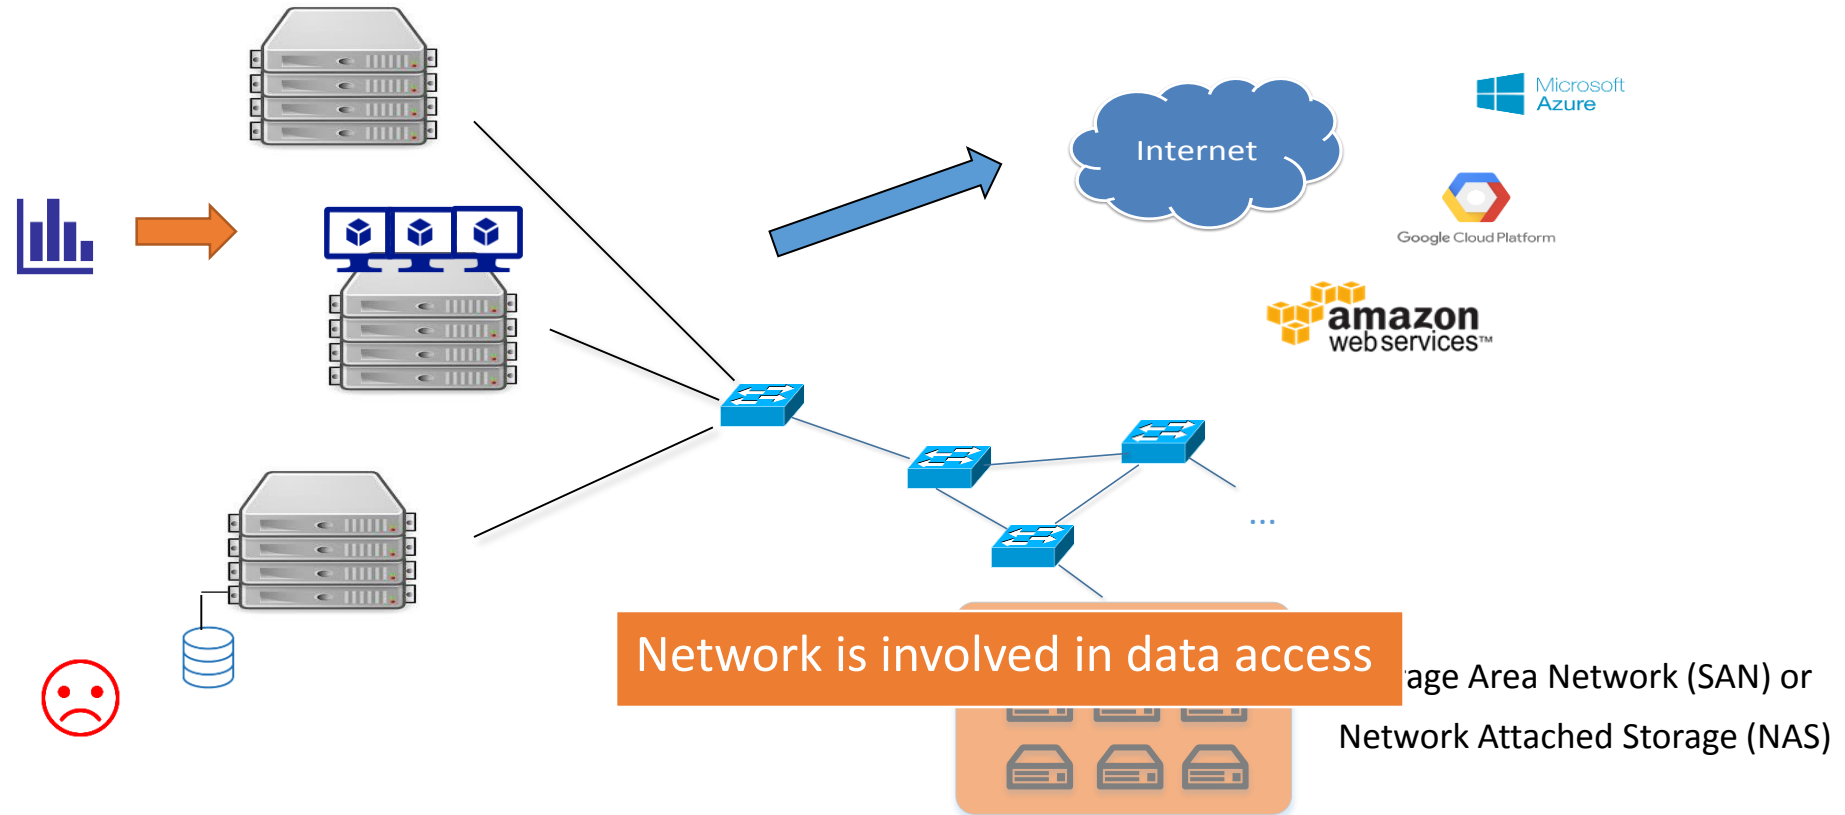 Microsoft
Azure
Internet
Google Cloud Platform
amazon
web services™
...
Network is involved in data access
rage Area Network (SAN) or
Network Attached Storage (NAS)